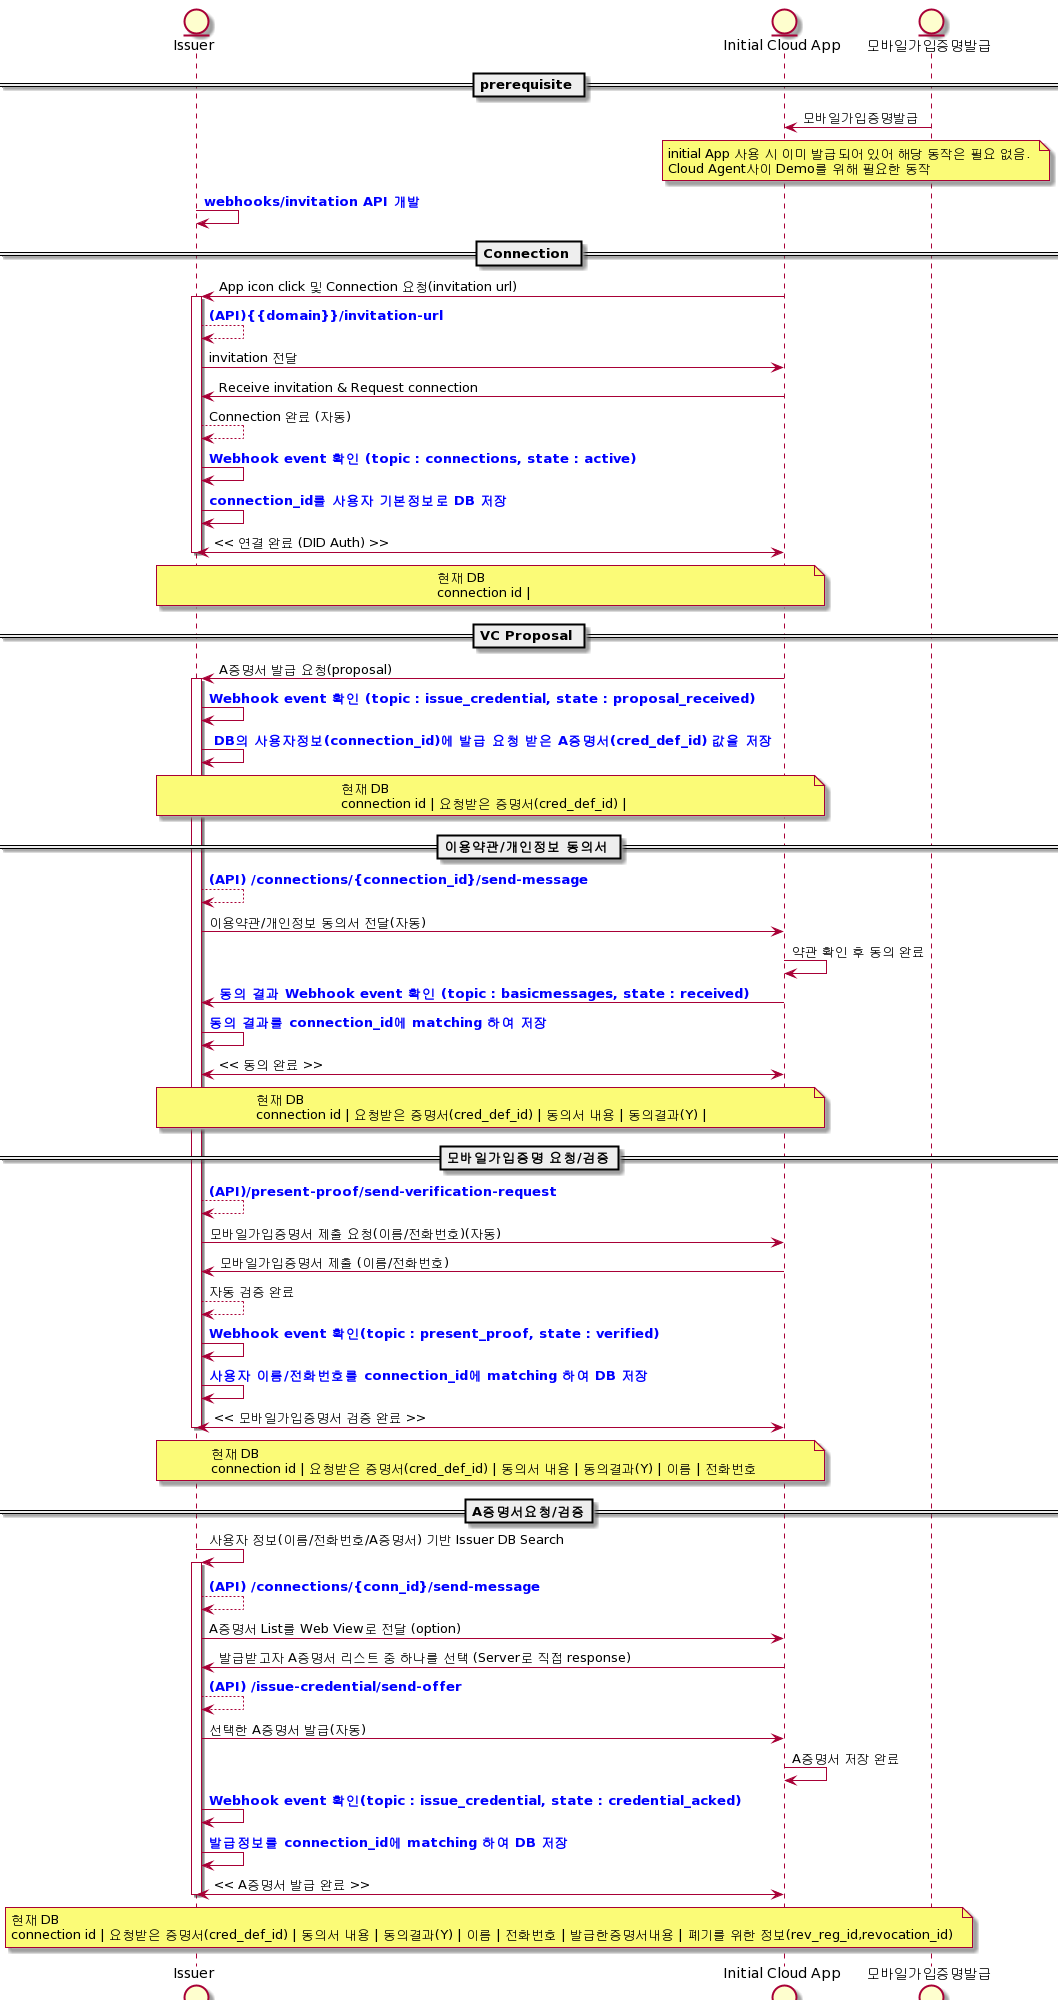 Issuer
Initial Cloud App
모바일가입증명발급
prerequisite
모바일가입증명발급
initial App 사용 시 이미 발급되어 있어 해당 동작은 필요 없음.
Cloud Agent사이 Demo를 위해 필요한 동작
webhooks/invitation API 개발
Connection
App icon click 및 Connection 요청(invitation url)
(API){{domain}}/invitation-url
invitation 전달
Receive invitation & Request connection
Connection 완료 (자동)
Webhook event 확인 (topic : connections, state : active)
connection_id를 사용자 기본정보로 DB 저장
<< 연결 완료 (DID Auth) >>
현재 DB
connection id |
VC Proposal
A증명서 발급 요청(proposal)
Webhook event 확인 (topic : issue_credential, state : proposal_received)
DB의 사용자정보(connection_id)에 발급 요청 받은 A증명서(cred_def_id) 값을 저장
현재 DB
connection id | 요청받은 증명서(cred_def_id) |
이용약관/개인정보 동의서
(API) /connections/{connection_id}/send-message
이용약관/개인정보 동의서 전달(자동)
약관 확인 후 동의 완료
동의 결과 Webhook event 확인 (topic : basicmessages, state : received)
동의 결과를 connection_id에 matching 하여 저장
<< 동의 완료 >>
현재 DB
connection id | 요청받은 증명서(cred_def_id) | 동의서 내용 | 동의결과(Y) |
모바일가입증명 요청/검증
(API)/present-proof/send-verification-request
모바일가입증명서 제출 요청(이름/전화번호)(자동)
모바일가입증명서 제출 (이름/전화번호)
자동 검증 완료
Webhook event 확인(topic : present_proof, state : verified)
사용자 이름/전화번호를 connection_id에 matching 하여 DB 저장
<< 모바일가입증명서 검증 완료 >>
현재 DB
connection id | 요청받은 증명서(cred_def_id) | 동의서 내용 | 동의결과(Y) | 이름 | 전화번호
A증명서요청/검증
사용자 정보(이름/전화번호/A증명서) 기반 Issuer DB Search
(API) /connections/{conn_id}/send-message
A증명서 List를 Web View로 전달 (option)
발급받고자 A증명서 리스트 중 하나를 선택 (Server로 직접 response)
(API) /issue-credential/send-offer
선택한 A증명서 발급(자동)
A증명서 저장 완료
Webhook event 확인(topic : issue_credential, state : credential_acked)
발급정보를 connection_id에 matching 하여 DB 저장
<< A증명서 발급 완료 >>
현재 DB
connection id | 요청받은 증명서(cred_def_id) | 동의서 내용 | 동의결과(Y) | 이름 | 전화번호 | 발급한증명서내용 | 폐기를 위한 정보(rev_reg_id,revocation_id)
Issuer
Initial Cloud App
모바일가입증명발급